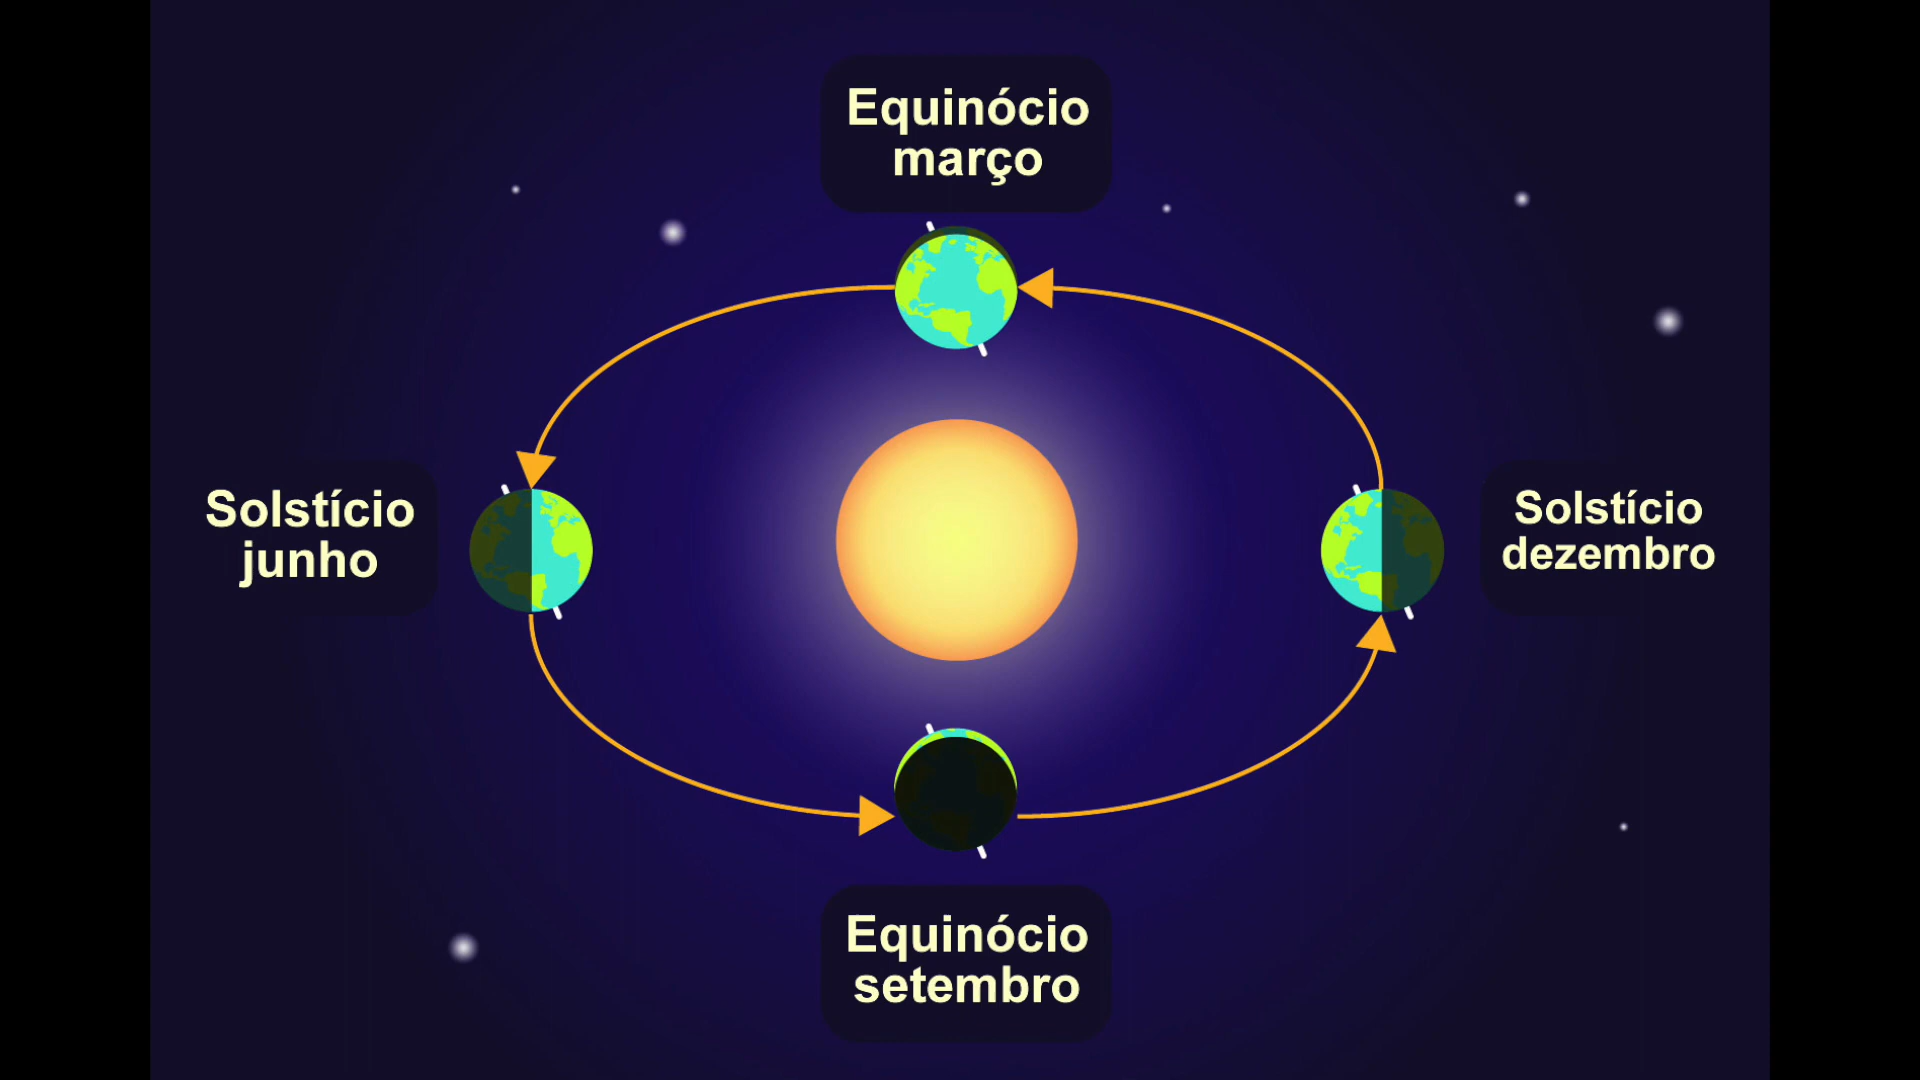 Equinócio
março
Solstício
junho
Solstício
dezembro
Equinócio
setembro